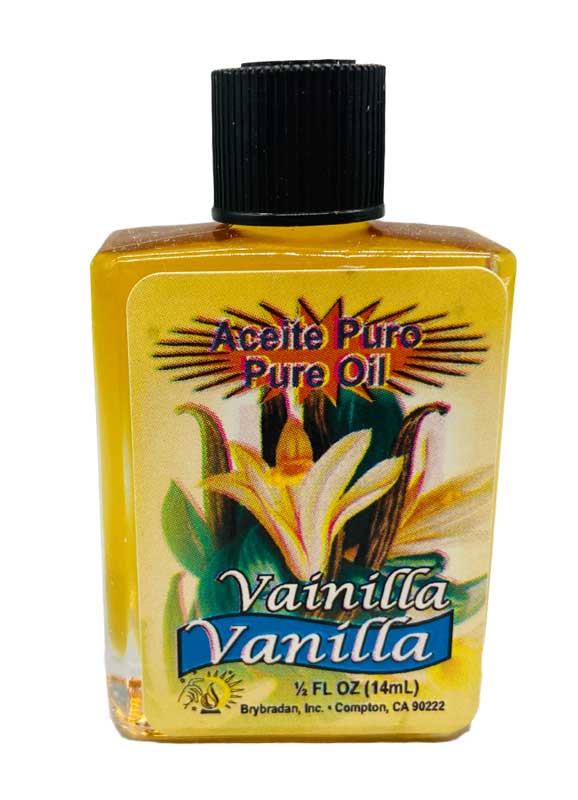 Aceite Puro
Pure Oil
Vainilla
Vanilla
½ FL OZ (14mL)
Brybradan, Inc. • Compton, CA 90222